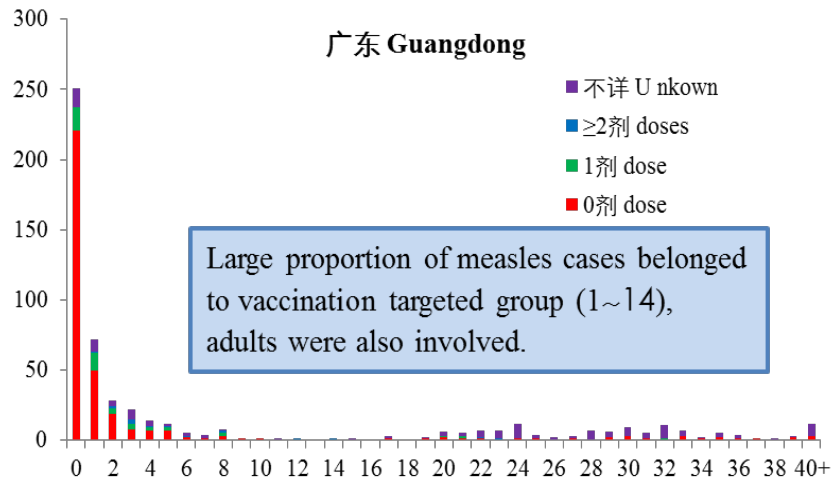 300
250
200
150
100
50
0
广东 Guangdong
不详 U nkown
≥2剂 doses
1剂 dose
0剂 dose
Large proportion of measles cases belonged
to vaccination targeted group (1~14),
adults were also involved.
0 2 4 6 8 10 12 14 16 18 20 22 24 26 28 30 32 34 36 38 40+